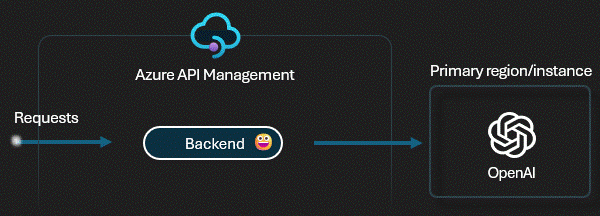 Azure API Management
Primary region/instance
Requests
Backend
OpenAI